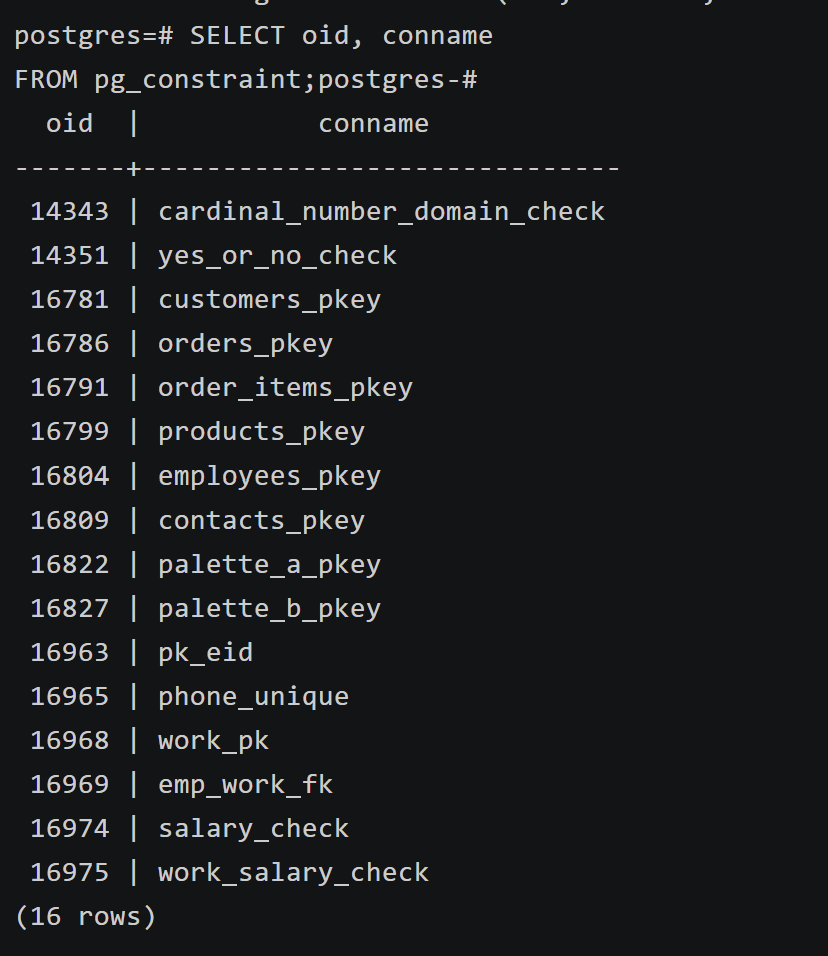 postgres=# SELECT oid, conname
FROM pg_constraint;postgres-#
  oid  |           conname
-------+------------------------------
 14343 | cardinal_number_domain_check
 14351 | yes_or_no_check
 16781 | customers_pkey
 16786 | orders_pkey
 16791 | order_items_pkey
 16799 | products_pkey
 16804 | employees_pkey
 16809 | contacts_pkey
 16822 | palette_a_pkey
 16827 | palette_b_pkey
 16963 | pk_eid
 16965 | phone_unique
 16968 | work_pk
 16969 | emp_work_fk
 16974 | salary_check
 16975 | work_salary_check
(16 rows)